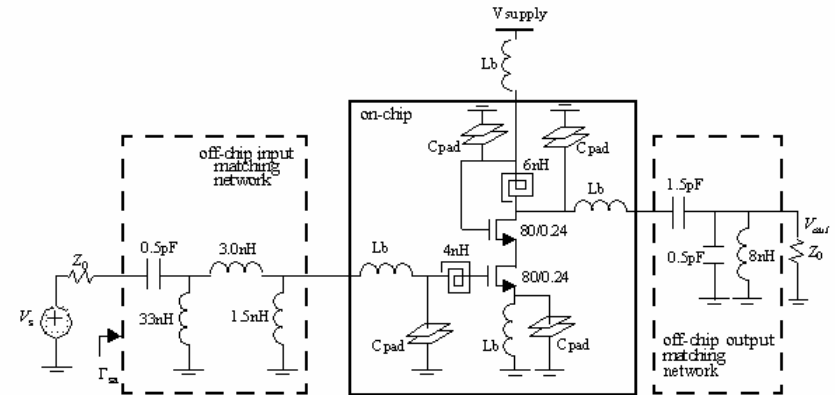 Vsupply
Lb
on-chip
Cpad
Cpad
6nH
off-chip input
matching
network
Lb
1.5pF
0.5pF
3.0nH
Z0
Lb
4nH
80/0.24
80/0.24
Vout
0.5pF
8nH
Z0
Vs
33nH
1.5nH
Cpad
Lb
Cpad
off-chip output
matching
network